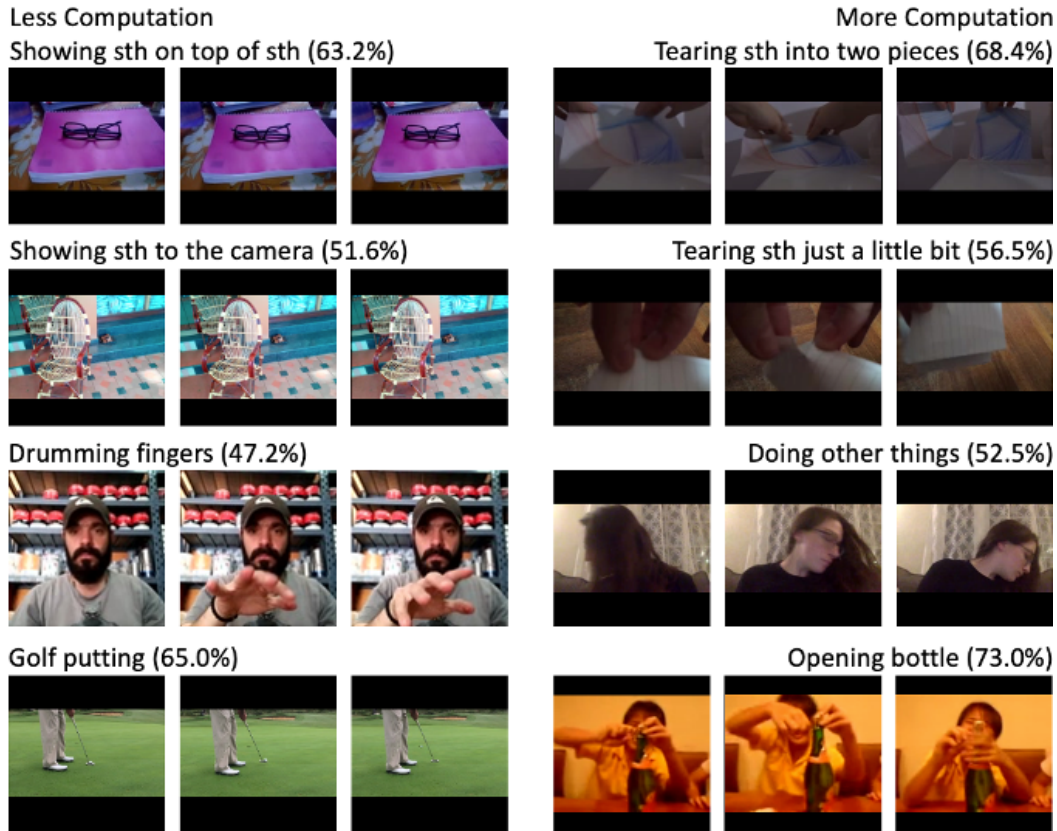 Less Computation
More Computation
Showing sth on top of sth (63.2%)
Tearing sth into two pieces (68.4%)
Showing sth to the camera (51.6%)
Tearing sth just a little bit (56.5%)
Drumming fingers (47.2%)
Doing other things (52.5%)
Golf putting (65.0%)
Opening bottle (73.0%)